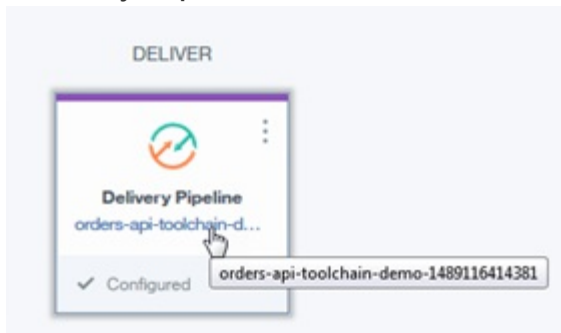 DELIVER
Delivery Pipeline
orders-api-toolchain-d...
orders-api-toolchain-demo-1489116414381
Configured